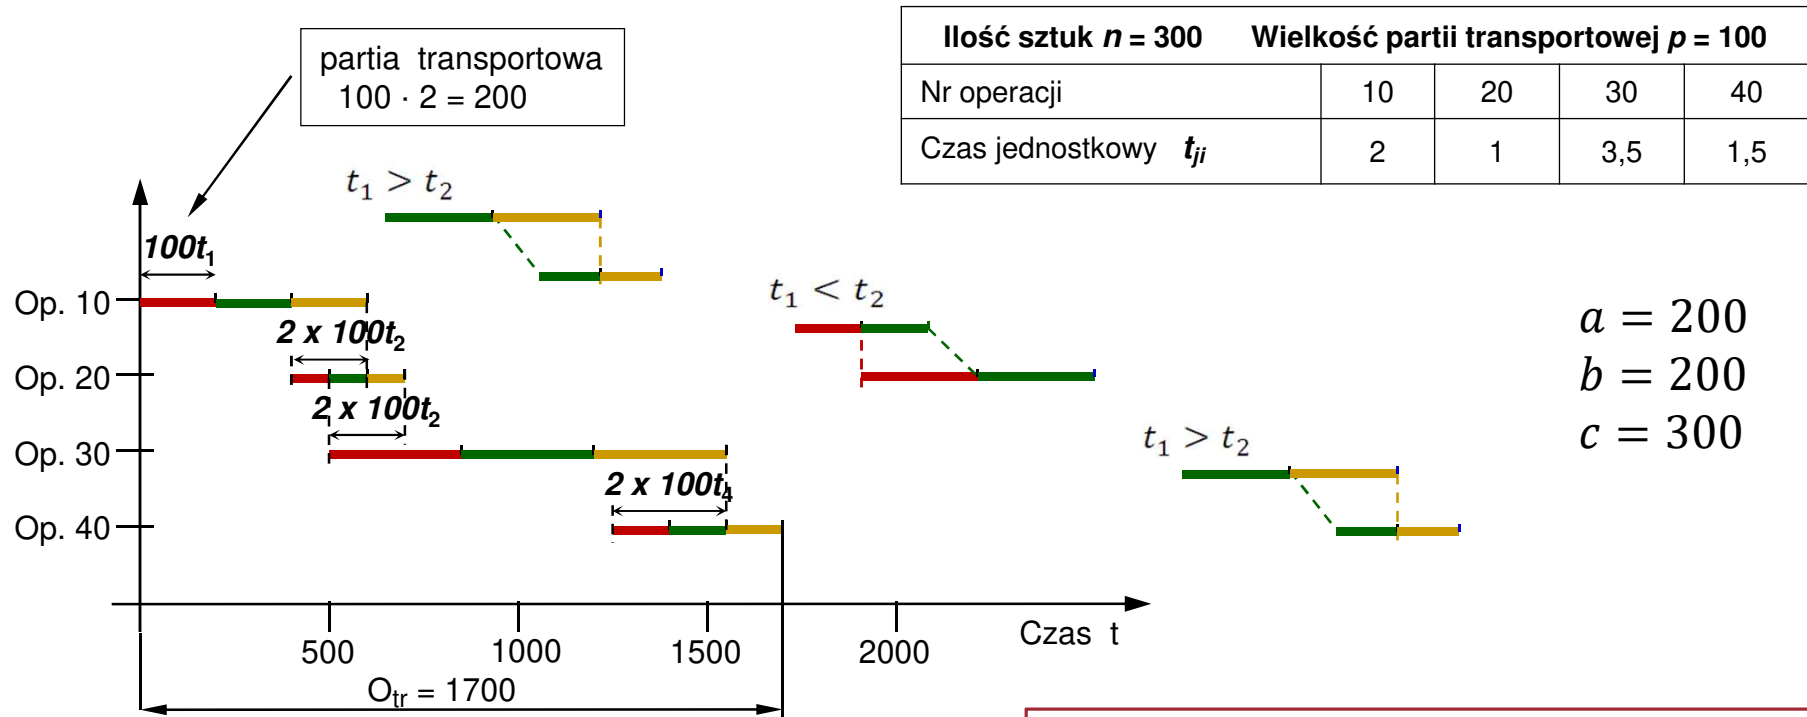 Ilość sztuk n = 300 Wielkość partii transportowej p = 100
Nr operacji 10 20 30 40
Czas jednostkowy tji 2 1 3,5 1,5
partia transportowa
100 · 2 = 200
t1 > t2
100t1
Op. 10
2 x 100t2
Op. 20
2 x 100t2
Op. 30
2 x 100t4
Op. 40
t1 < t2
t1 > t2
a = 200
b = 200
c = 300
500 1000 1500 2000
Czas t
Otr = 1700